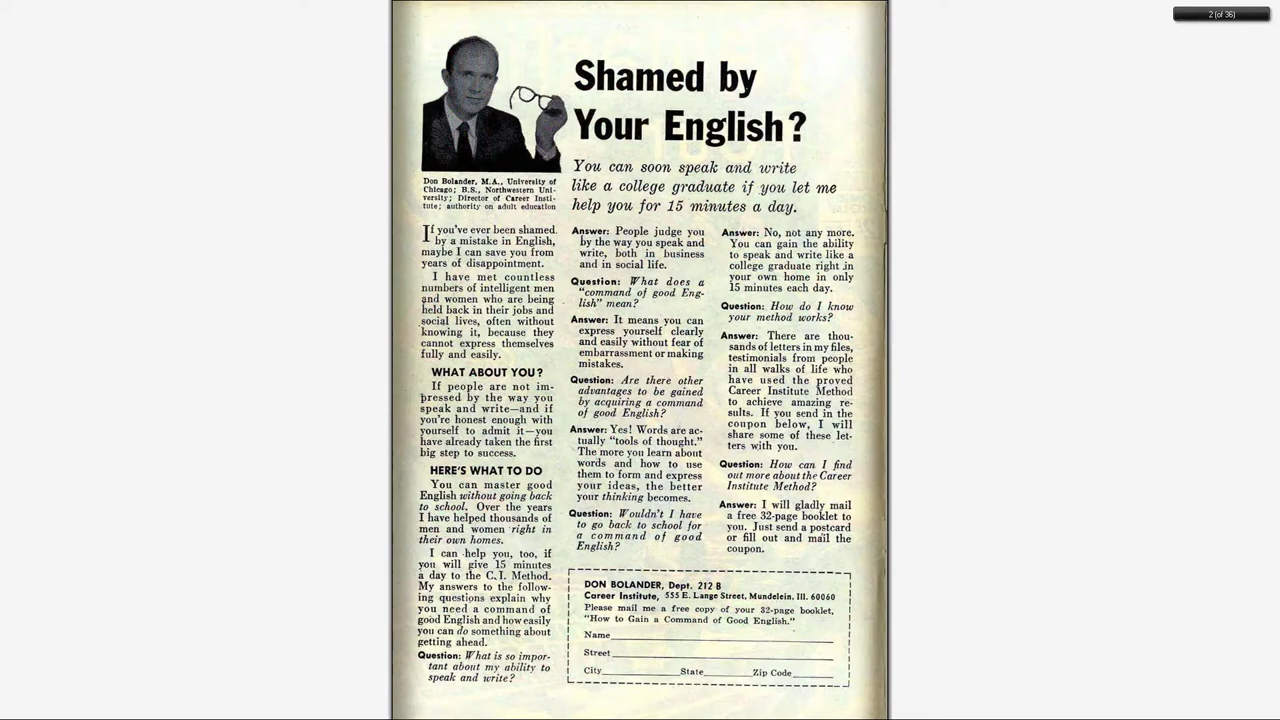 2 (of 36)
Shamed by
Your English?
You can soon speak and write
like a college graduate if you let me
help you for 15 minutes a day.
Don Bolander, M.A., University of
Chicago; B.S., Northwestern Uni-
versity; Director of Career Insti-
tute; authority on adult education
If you've ever been shamed
by a mistake in English,
maybe I can save you from
years of disappointment.
I have met countless
numbers of intelligent men
and women who are being
held back in their jobs and
social lives, often without
knowing it, because they
cannot express themselves
fully and easily.
WHAT ABOUT YOU?
If people are not im-
pressed by the way you
speak and write—and if
you're honest enough with
yourself to admit it—you
have already taken the first
big step to success.
HERE'S WHAT TO DO
You can master good
English without going back
to school. Over the years
I have helped thousands of
men and women right in
their own homes.
I can help you, too, if
you will give 15 minutes
a day to the C.I. Method.
My answers to the follow-
ing questions explain why
you need a command of
good English and how easily
you can do something about
getting ahead.
Question: What is so impor-
tant about my ability to
speak and write?
Answer: People judge you
by the way you speak and
write, both in business
and in social life.
Question: What does a
"command of good Eng-
lish" mean?
Answer: It means you can
express yourself clearly
and easily without fear of
embarrassment or making
mistakes.
Question: Are there other
advantages to be gained
by acquiring a command
of good English?
Answer: Yes! Words are ac-
tually "tools of thought."
The more you learn about
words and how to use
them to form and express
your ideas, the better
your thinking becomes.
Question: Wouldn't I have
to go back to school for
a command of good
English?
Answer: No, not any more.
You can gain the ability
to speak and write like a
college graduate right in
your own home in only
15 minutes each day.
Question: How do I know
your method works?
Answer: There are thou-
sands of letters in my files,
testimonials from people
in all walks of life who
have used the proved
Career Institute Method
to achieve amazing re-
sults. If you send in the
coupon below, I will
share some of these let-
ters with you.
Question: How can I find
out more about the Career
Institute Method?
Answer: I will gladly mail
a free 32-page booklet to
you. Just send a postcard
or fill out and mail the
coupon.
DON BOLANDER, Dept. 212 B
Career Institute, 555 E. Lange Street, Mundelein, Ill. 60060
Please mail me a free copy of your 32-page booklet,
"How to Gain a Command of Good English."
Name
Street
City State Zip Code